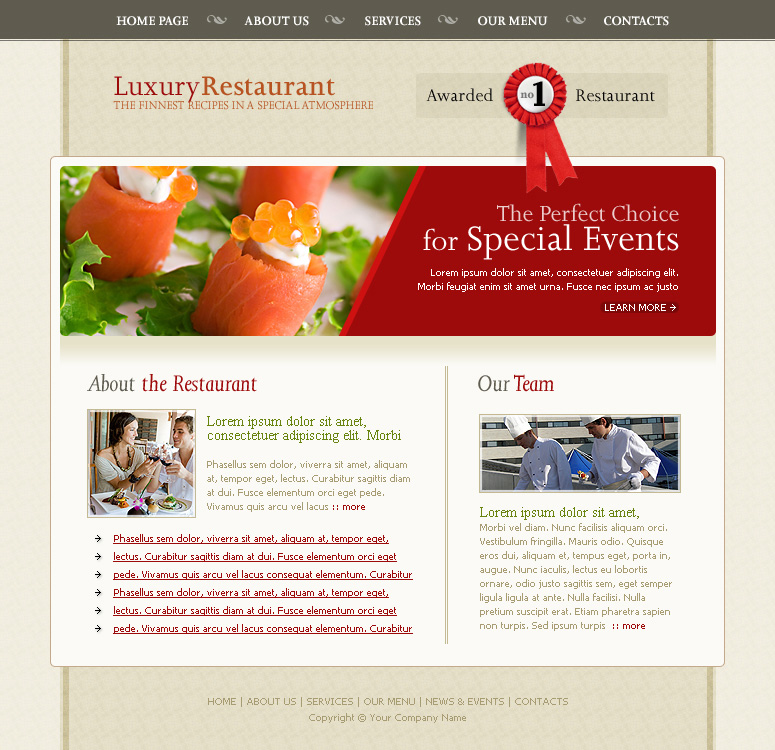 HOME PAGE ABOUT US SERVICES OUR MENU CONTACTS
LuxuryRestaurant
THE FINNEST RECIPES IN A SPECIAL ATMOSPHERE
Awarded no1 Restaurant
The Perfect Choice
for Special Events
Lorem ipsum dolor sit amet, consectetuer adipiscing elit.
Morbi feugiat enim sit amet urna. Fusce nec ipsum ac justo
LEARN MORE →
About the Restaurant
Lorem ipsum dolor sit amet,
consectetuer adipiscing elit. Morbi
Phasellus sem dolor, viverra sit amet, aliquam
at, tempor eget, lectus. Curabitur sagittis diam
at dui. Fusce elementum orci eget pede.
Vivamus quis arcu vel lacus :: more
→ Phasellus sem dolor, viverra sit amet, aliquam at, tempor eget,
→ lectus. Curabitur sagittis diam at dui. Fusce elementum orci eget
→ pede. Vivamus quis arcu vel lacus consequat elementum. Curabitur
→ Phasellus sem dolor, viverra sit amet, aliquam at, tempor eget,
→ lectus. Curabitur sagittis diam at dui. Fusce elementum orci eget
→ pede. Vivamus quis arcu vel lacus consequat elementum. Curabitur
Our Team
Lorem ipsum dolor sit amet,
Morbi vel diam. Nunc facilisis aliquam orci.
Vestibulum fringilla. Mauris odio. Quisque
eros dui, aliquam et, tempus eget, porta in,
augue. Nunc iaculis, lectus eu lobortis
ornare, odio justo sagittis sem, eget semper
ligula ligula at ante. Nulla facilisi. Nulla
pretium suscipit erat. Etiam pharetra sapien
non turpis. Sed ipsum turpis :: more
HOME | ABOUT US | SERVICES | OUR MENU | NEWS & EVENTS | CONTACTS
Copyright © Your Company Name